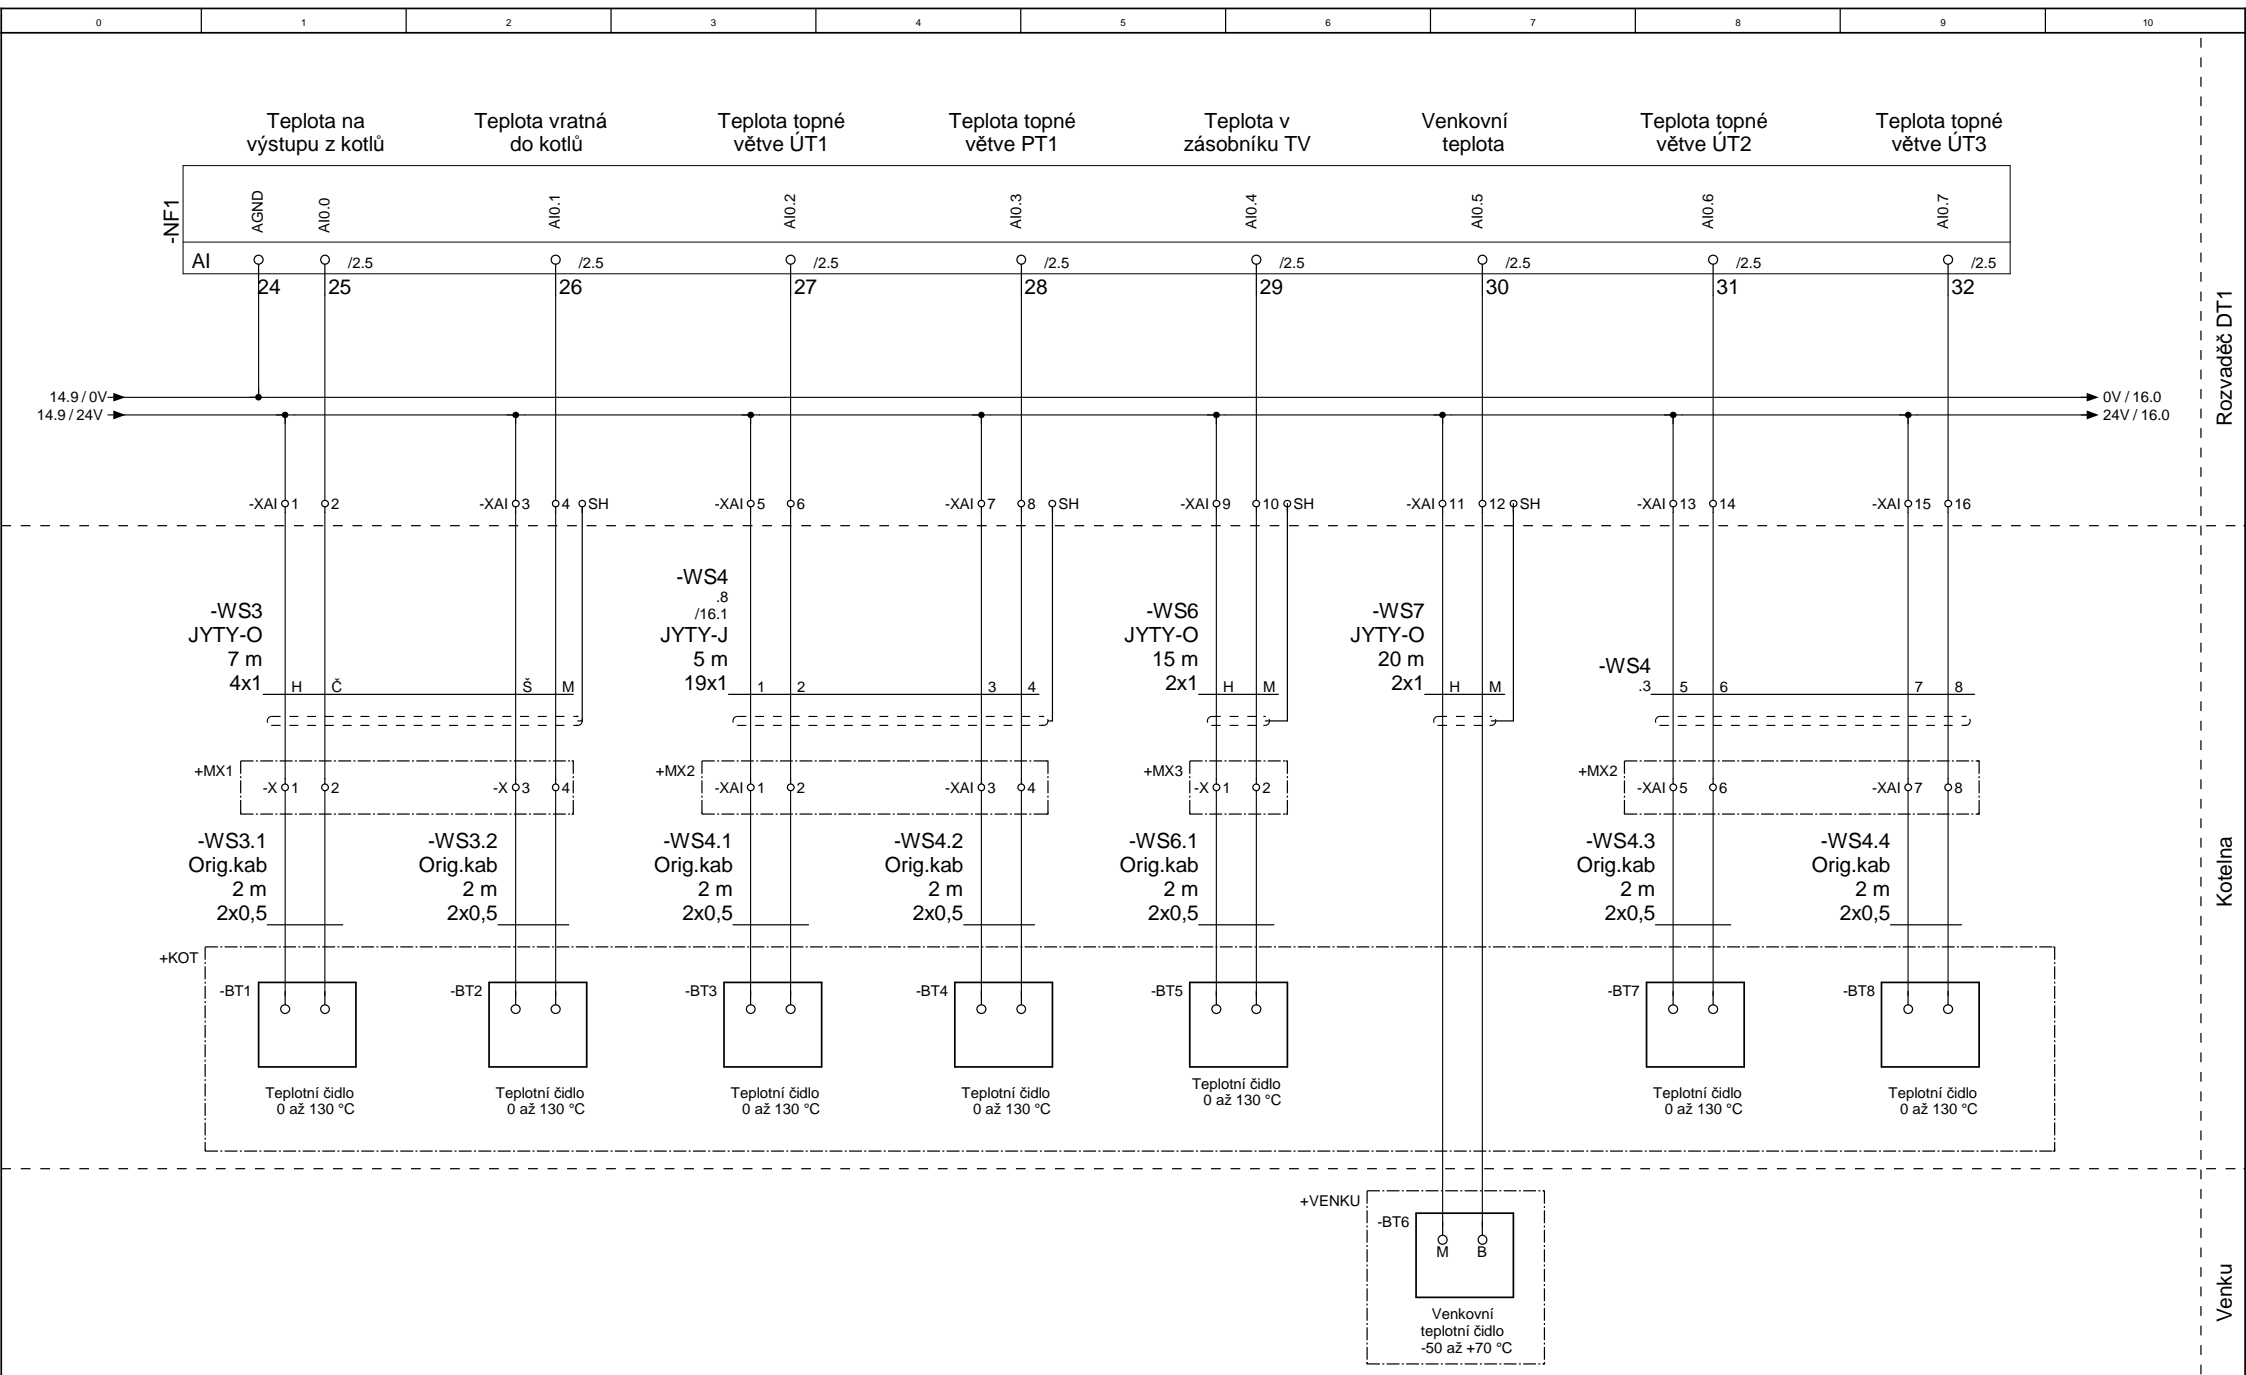 0 1 2 3 4 5 6 7 8 9 10
Teplota na
výstupu z kotlů
Teplota vratná
do kotlů
Teplota topné
větve ÚT1
Teplota topné
větve PT1
Teplota v
zásobníku TV
Venkovní
teplota
Teplota topné
větve ÚT2
Teplota topné
větve ÚT3
-NF1
AGND AI0.0 AI0.1 AI0.2 AI0.3 AI0.4 AI0.5 AI0.6 AI0.7
AI /2.5 /2.5 /2.5 /2.5 /2.5 /2.5 /2.5 /2.5
24 25 26 27 28 29 30 31 32
Rozvaděč DT1
14.9 / 0V 0V / 16.0
14.9 / 24V 24V / 16.0
-XAI 1 2 -XAI 3 4 SH -XAI 5 6 -XAI 7 8 SH -XAI 9 10 SH -XAI 11 12 SH -XAI 13 14 -XAI 15 16
-WS3
JYTY-O
7 m
4x1
H Č Š M
-WS4
.8
/16.1
JYTY-J
5 m
19x1
1 2 3 4
-WS6
JYTY-O
15 m
2x1
H M
-WS7
JYTY-O
20 m
2x1
H M
-WS4
.3
5 6 7 8
+MX1
-X 1 2 -X 3 4
+MX2
-XAI 1 2 -XAI 3 4
+MX3
-X 1 2
+MX2
-XAI 5 6 -XAI 7 8
-WS3.1
Orig.kab
2 m
2x0,5
-WS3.2
Orig.kab
2 m
2x0,5
-WS4.1
Orig.kab
2 m
2x0,5
-WS4.2
Orig.kab
2 m
2x0,5
-WS6.1
Orig.kab
2 m
2x0,5
-WS4.3
Orig.kab
2 m
2x0,5
-WS4.4
Orig.kab
2 m
2x0,5
Kotelna
+KOT
-BT1
Teplotní čidlo
0 až 130 °C
-BT2
Teplotní čidlo
0 až 130 °C
-BT3
Teplotní čidlo
0 až 130 °C
-BT4
Teplotní čidlo
0 až 130 °C
-BT5
Teplotní čidlo
0 až 130 °C
-BT7
Teplotní čidlo
0 až 130 °C
-BT8
Teplotní čidlo
0 až 130 °C
+VENKU
-BT6
M B
Venkovní
teplotní čidlo
-50 až +70 °C
Venku